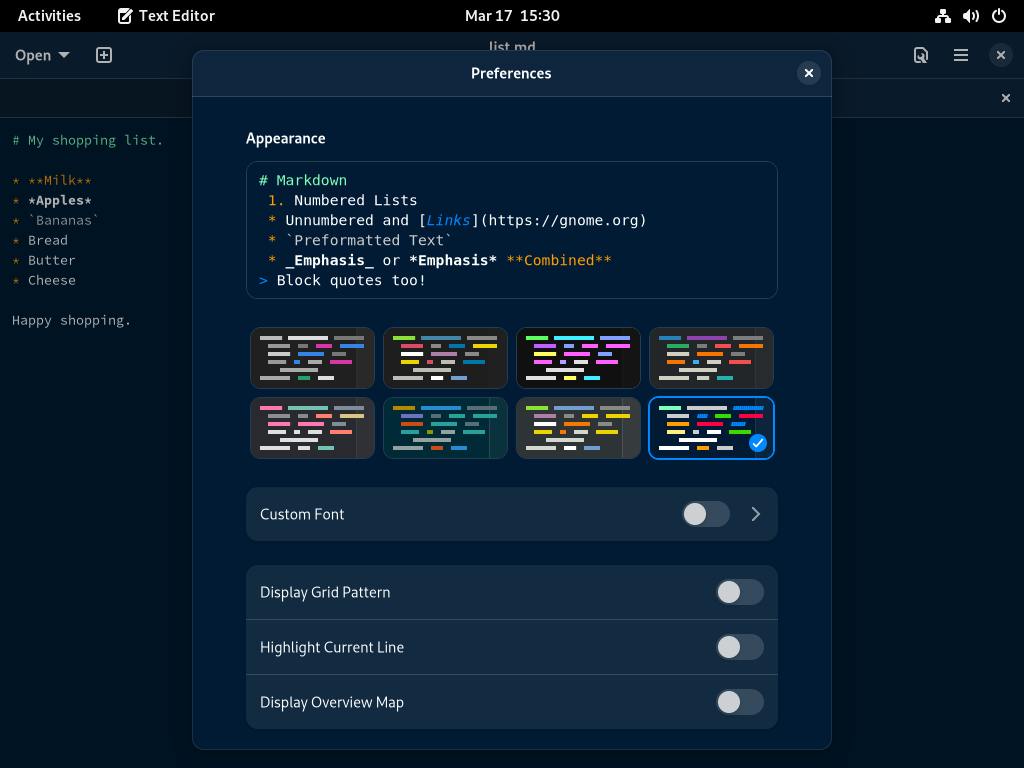 Activities
Text Editor
Mar 17 15:30
Open
list.md
Preferences
# My shopping list.
* **Milk**
* *Apples*
* `Bananas`
* Bread
* Butter
* Cheese
Happy shopping.
Appearance
# Markdown
1. Numbered Lists
* Unnumbered and [Links](https://gnome.org)
* `Preformatted Text`
* _Emphasis_ or *Emphasis* **Combined**
> Block quotes too!
Custom Font
Display Grid Pattern
Highlight Current Line
Display Overview Map